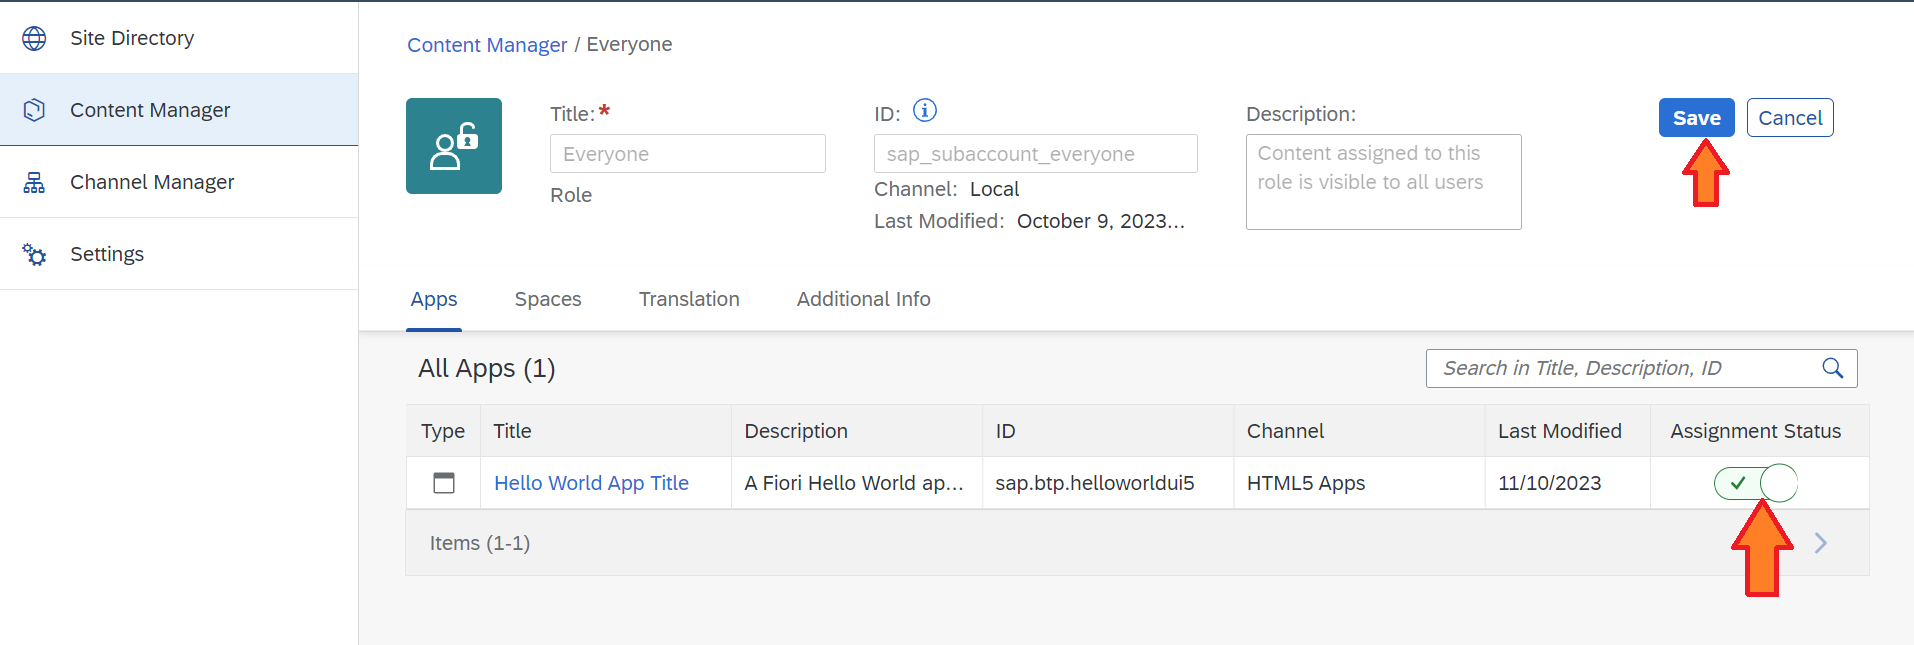 Site Directory
Content Manager
Channel Manager
Settings
Content Manager / Everyone
Title:*
Everyone
Role
ID:
sap_subaccount_everyone
Channel: Local
Last Modified: October 9, 2023...
Description:
Content assigned to this
role is visible to all users
Save Cancel
Apps Spaces Translation Additional Info
All Apps (1)
Search in Title, Description, ID
Type Title Description ID Channel Last Modified Assignment Status
Hello World App Title A Fiori Hello World ap... sap.btp.helloworldui5 HTML5 Apps 11/10/2023
Items (1-1)